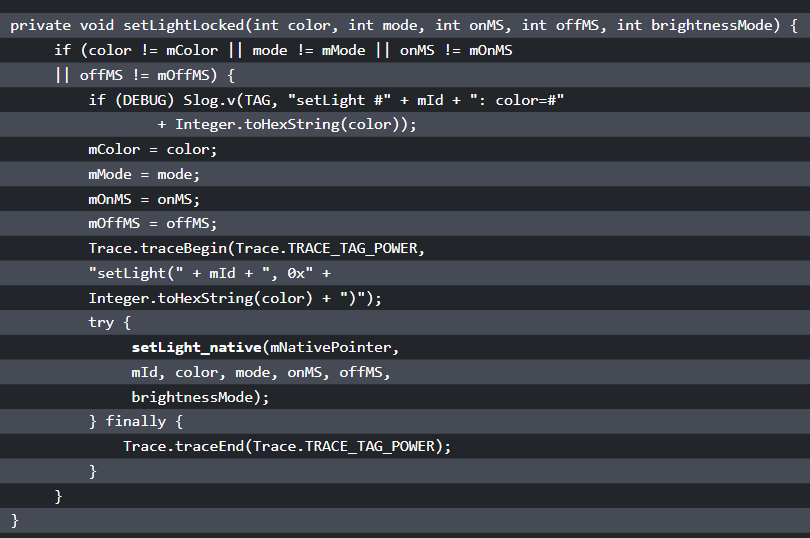 private void setLightLocked(int color, int mode, int onMS, int offMS, int brightnessMode) {
if (color != mColor || mode != mMode || onMS != mOnMS
|| offMS != mOffMS) {
if (DEBUG) Slog.v(TAG, "setLight #" + mId + ": color=#"
+ Integer.toHexString(color));
mColor = color;
mMode = mode;
mOnMS = onMS;
mOffMS = offMS;
Trace.traceBegin(Trace.TRACE_TAG_POWER,
"setLight(" + mId + ", 0x" +
Integer.toHexString(color) + ")");
try {
setLight_native(mNativePointer,
mId, color, mode, onMS, offMS,
brightnessMode);
} finally {
Trace.traceEnd(Trace.TRACE_TAG_POWER);
}
}
}